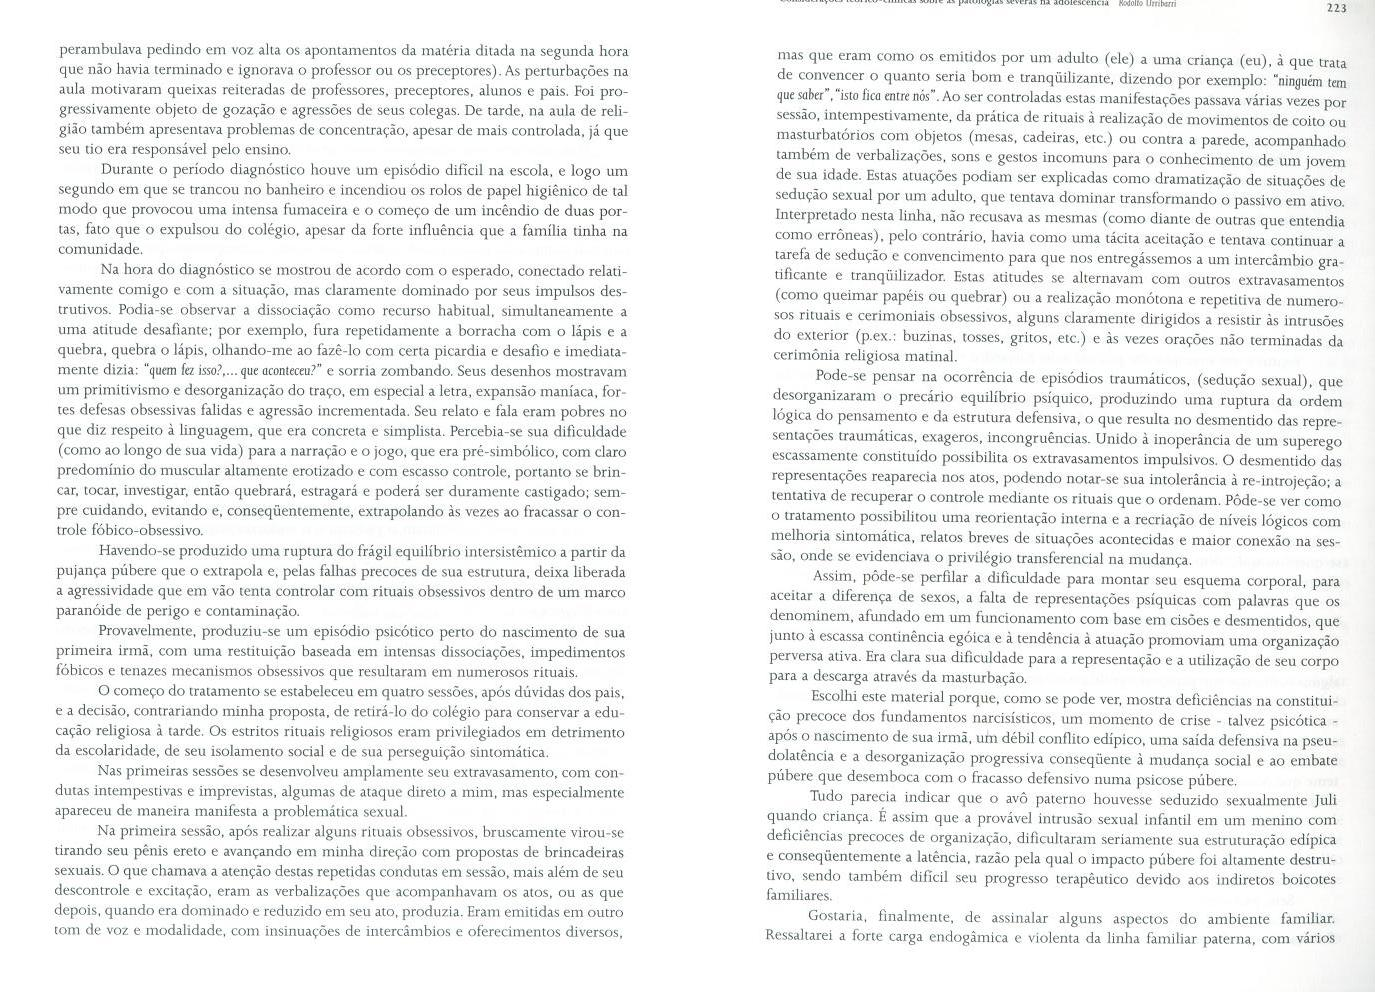 perambulava pedindo em voz alta os apontamentos da matéria ditada na segunda hora
que não havia terminado e ignorava o professor ou os preceptores). As perturbações na
aula motivaram queixas reiteradas de professores, preceptores, alunos e pais. Foi pro-
gressivamente objeto de gozação e agressões de seus colegas. De tarde, na aula de reli-
gião também apresentava problemas de concentração, apesar de mais controlada, já que
seu tio era responsável pelo ensino.
Durante o período diagnóstico houve um episódio difícil na escola, e logo um
segundo em que se trancou no banheiro e incendiou os rolos de papel higiênico de tal
modo que provocou uma intensa fumaceira e o começo de um incêndio de duas por-
tas, fato que o expulsou do colégio, apesar da forte influência que a família tinha na
comunidade.
Na hora do diagnóstico se mostrou de acordo com o esperado, conectado relati-
vamente comigo e com a situação, mas claramente dominado por seus impulsos des-
trutivos. Podia-se observar a dissociação como recurso habitual, simultaneamente a
uma atitude desafiante; por exemplo, fura repetidamente a borracha com o lápis e a
quebra, quebra o lápis, olhando-me ao fazê-lo com certa picardia e desafio e imediata-
mente dizia: "quem fez isso?,... que aconteceu?" e sorria zombando. Seus desenhos mostravam
um primitivismo e desorganização do traço, em especial a letra, expansão maníaca, for-
tes defesas obsessivas falidas e agressão incrementada. Seu relato e fala eram pobres no
que diz respeito à linguagem, que era concreta e simplista. Percebia-se sua dificuldade
(como ao longo de sua vida) para a narração e o jogo, que era pré-simbólico, com claro
predomínio do muscular altamente erotizado e com escasso controle, portanto se brin-
car, tocar, investigar, então quebrará, estragará e poderá ser duramente castigado; sem-
pre cuidando, evitando e, conseqüentemente, extrapolando às vezes ao fracassar o con-
trole fóbico-obsessivo.
Havendo-se produzido uma ruptura do frágil equilíbrio intersistêmico a partir da
pujança púbere que o extrapola e, pelas falhas precoces de sua estrutura, deixa liberada
a agressividade que em vão tenta controlar com rituais obsessivos dentro de um marco
paranóide de perigo e contaminação.
Provavelmente, produziu-se um episódio psicótico perto do nascimento de sua
primeira irmã, com uma restituição baseada em intensas dissociações, impedimentos
fóbicos e tenazes mecanismos obsessivos que resultaram em numerosos rituais.
O começo do tratamento se estabeleceu em quatro sessões, após dúvidas dos pais,
e a decisão, contrariando minha proposta, de retirá-lo do colégio para conservar a edu-
cação religiosa à tarde. Os estritos rituais religiosos eram privilegiados em detrimento
da escolaridade, de seu isolamento social e de sua perseguição sintomática.
Nas primeiras sessões se desenvolveu amplamente seu extravasamento, com con-
dutas intempestivas e imprevistas, algumas de ataque direto a mim, mas especialmente
apareceu de maneira manifesta a problemática sexual.
Na primeira sessão, após realizar alguns rituais obsessivos, bruscamente virou-se
tirando seu pênis ereto e avançando em minha direção com propostas de brincadeiras
sexuais. O que chamava a atenção destas repetidas condutas em sessão, mais além de seu
descontrole e excitação, eram as verbalizações que acompanhavam os atos, ou as que
depois, quando era dominado e reduzido em seu ato, produzia. Eram emitidas em outro
tom de voz e modalidade, com insinuações de intercâmbios e oferecimentos diversos,
Considerações teórico-clínicas sobre as patologias severas na adolescência Rodolfo Urribarri
223
mas que eram como os emitidos por um adulto (ele) a uma criança (eu), à que trata
de convencer o quanto seria bom e tranqüilizante, dizendo por exemplo: "ninguém tem
que saber", "isto fica entre nós". Ao ser controladas estas manifestações passava várias vezes por
sessão, intempestivamente, da prática de rituais à realização de movimentos de coito ou
masturbatórios com objetos (mesas, cadeiras, etc.) ou contra a parede, acompanhado
também de verbalizações, sons e gestos incomuns para o conhecimento de um jovem
de sua idade. Estas atuações podiam ser explicadas como dramatização de situações de
sedução sexual por um adulto, que tentava dominar transformando o passivo em ativo.
Interpretado nesta linha, não recusava as mesmas (como diante de outras que entendia
como errôneas), pelo contrário, havia como uma tácita aceitação e tentava continuar a
tarefa de sedução e convencimento para que nos entregássemos a um intercâmbio gra-
tificante e tranqüilizador. Estas atitudes se alternavam com outros extravasamentos
(como queimar papéis ou quebrar) ou a realização monótona e repetitiva de numero-
sos rituais e cerimoniais obsessivos, alguns claramente dirigidos a resistir às intrusões
do exterior (p.ex.: buzinas, tosses, gritos, etc.) e às vezes orações não terminadas da
cerimônia religiosa matinal.
Pode-se pensar na ocorrência de episódios traumáticos, (sedução sexual), que
desorganizaram o precário equilíbrio psíquico, produzindo uma ruptura da ordem
lógica do pensamento e da estrutura defensiva, o que resulta no desmentido das repre-
sentações traumáticas, exageros, incongruências. Unido à inoperância de um superego
escassamente constituído possibilita os extravasamentos impulsivos. O desmentido das
representações reaparecia nos atos, podendo notar-se sua intolerância à re-introjeção; a
tentativa de recuperar o controle mediante os rituais que o ordenam. Pôde-se ver como
o tratamento possibilitou uma reorientação interna e a recriação de níveis lógicos com
melhoria sintomática, relatos breves de situações acontecidas e maior conexão na ses-
são, onde se evidenciava o privilégio transferencial na mudança.
Assim, pôde-se perfilar a dificuldade para montar seu esquema corporal, para
aceitar a diferença de sexos, a falta de representações psíquicas com palavras que os
denominem, afundado em um funcionamento com base em cisões e desmentidos, que
junto à escassa continência egóica e à tendência à atuação promoviam uma organização
perversa ativa. Era clara sua dificuldade para a representação e a utilização de seu corpo
para a descarga através da masturbação.
Escolhi este material porque, como se pode ver, mostra deficiências na constitui-
ção precoce dos fundamentos narcisísticos, um momento de crise - talvez psicótica -
após o nascimento de sua irmã, um débil conflito edípico, uma saída defensiva na pseu-
dolatência e a desorganização progressiva conseqüente à mudança social e ao embate
púbere que desemboca com o fracasso defensivo numa psicose púbere.
Tudo parecia indicar que o avô paterno houvesse seduzido sexualmente Juli
quando criança. É assim que a provável intrusão sexual infantil em um menino com
deficiências precoces de organização, dificultaram seriamente sua estruturação edípica
e conseqüentemente a latência, razão pela qual o impacto púbere foi altamente destru-
tivo, sendo também difícil seu progresso terapêutico devido aos indiretos boicotes
familiares.
Gostaria, finalmente, de assinalar alguns aspectos do ambiente familiar.
Ressaltarei a forte carga endogâmica e violenta da linha familiar paterna, com vários